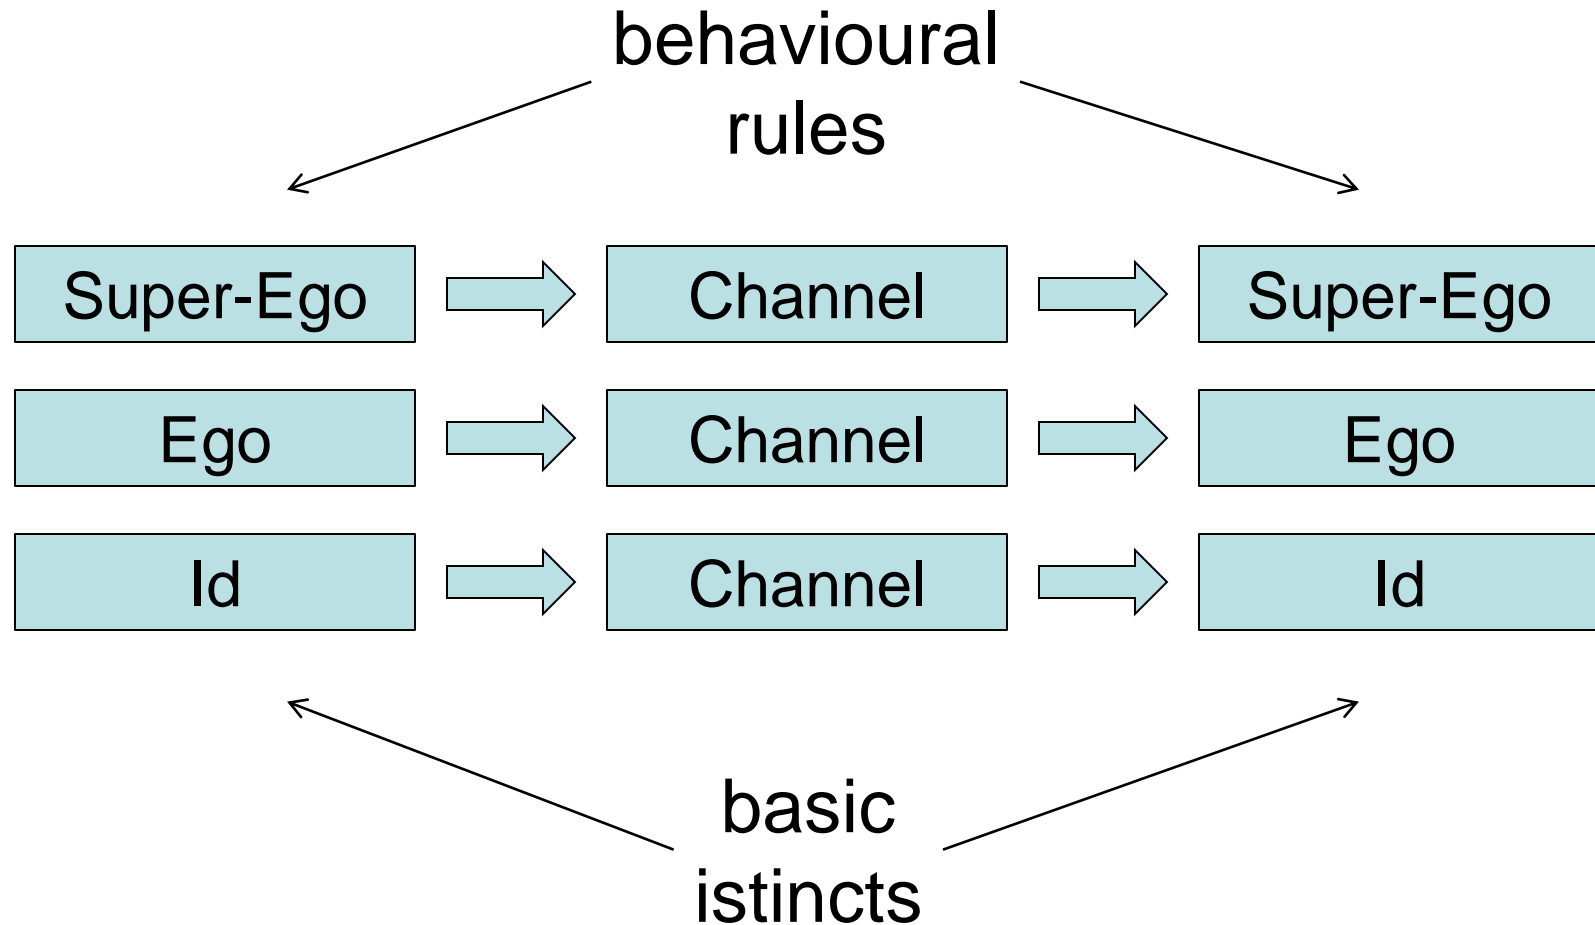 behavioural
rules
Super-Ego Channel Super-Ego
Ego Channel Ego
Id Channel Id
basic
istincts